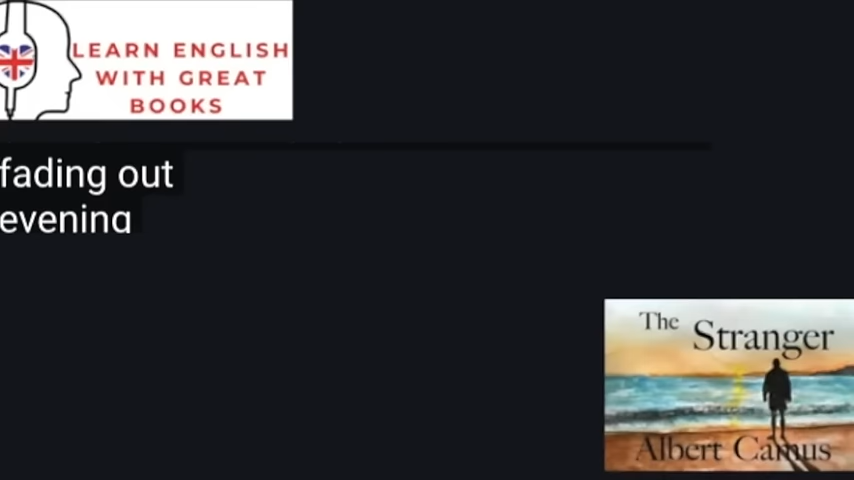 LEARN ENGLISH
WITH GREAT
BOOKS
fading out
evening
The Stranger
Albert Camus